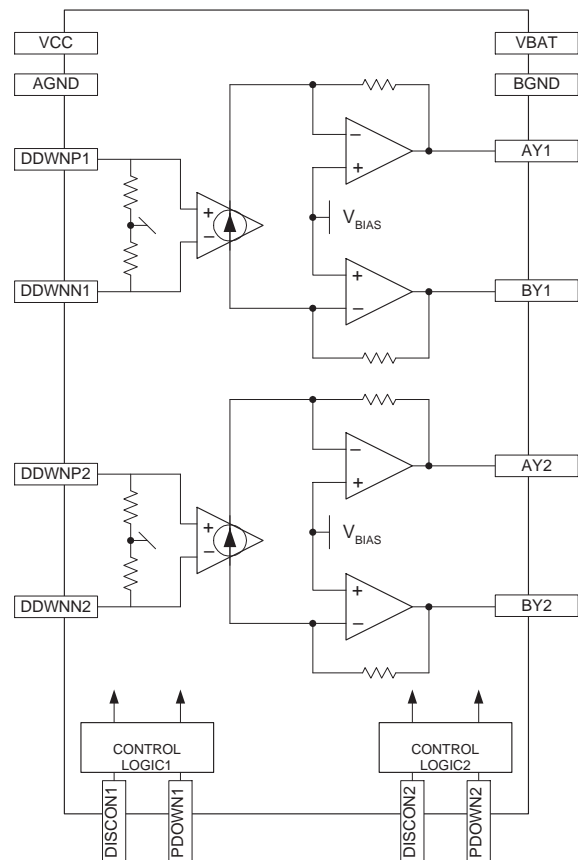 VCC
VBAT
AGND
BGND
DDWNP1
AY1
−
+
+
−
VBIAS
+
−
DDWNN1
BY1
DDWNP2
AY2
−
+
+
−
VBIAS
+
−
DDWNN2
BY2
CONTROL
LOGIC1
CONTROL
LOGIC2
DISCON1
PDOWN1
DISCON2
PDOWN2